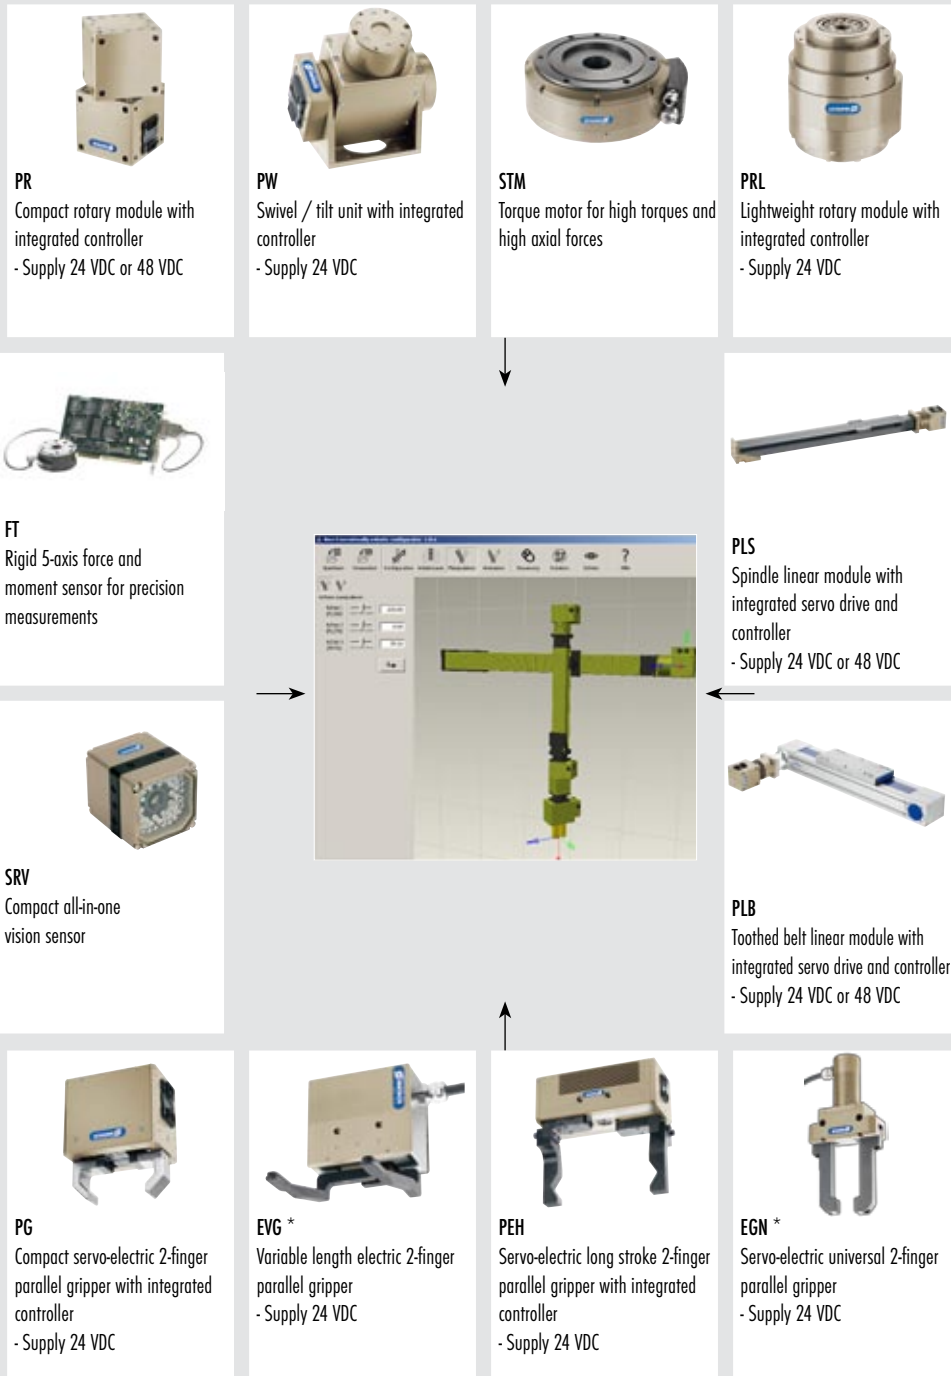 PR
Compact rotary module with
integrated controller
- Supply 24 VDC or 48 VDC
PW
Swivel / tilt unit with integrated
controller
- Supply 24 VDC
STM
Torque motor for high torques and
high axial forces
PRL
Lightweight rotary module with
integrated controller
- Supply 24 VDC
FT
Rigid 5-axis force and
moment sensor for precision
measurements
PLS
Spindle linear module with
integrated servo drive and
controller
- Supply 24 VDC or 48 VDC
SRV
Compact all-in-one
vision sensor
PLB
Toothed belt linear module with
integrated servo drive and controller
- Supply 24 VDC or 48 VDC
PG
Compact servo-electric 2-finger
parallel gripper with integrated
controller
- Supply 24 VDC
EVG *
Variable length electric 2-finger
parallel gripper
- Supply 24 VDC
PEH
Servo-electric long stroke 2-finger
parallel gripper with integrated
controller
- Supply 24 VDC
EGN *
Servo-electric universal 2-finger
parallel gripper
- Supply 24 VDC